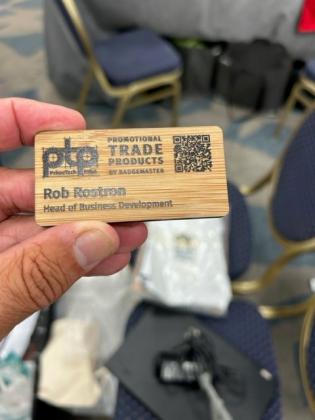 ptp
PROMOTIONAL
TRADE
PRODUCTS
BY BADGEMASTER
Rob Rostron
Head of Business Development